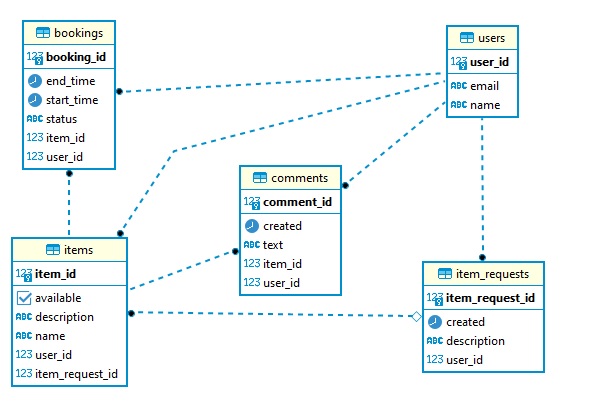 bookings
123 booking_id
end_time
start_time
ABC status
123 item_id
123 user_id
users
123 user_id
ABC email
ABC name
comments
123 comment_id
created
ABC text
123 item_id
123 user_id
items
123 item_id
available
ABC description
ABC name
123 user_id
123 item_request_id
item_requests
123 item_request_id
created
ABC description
123 user_id